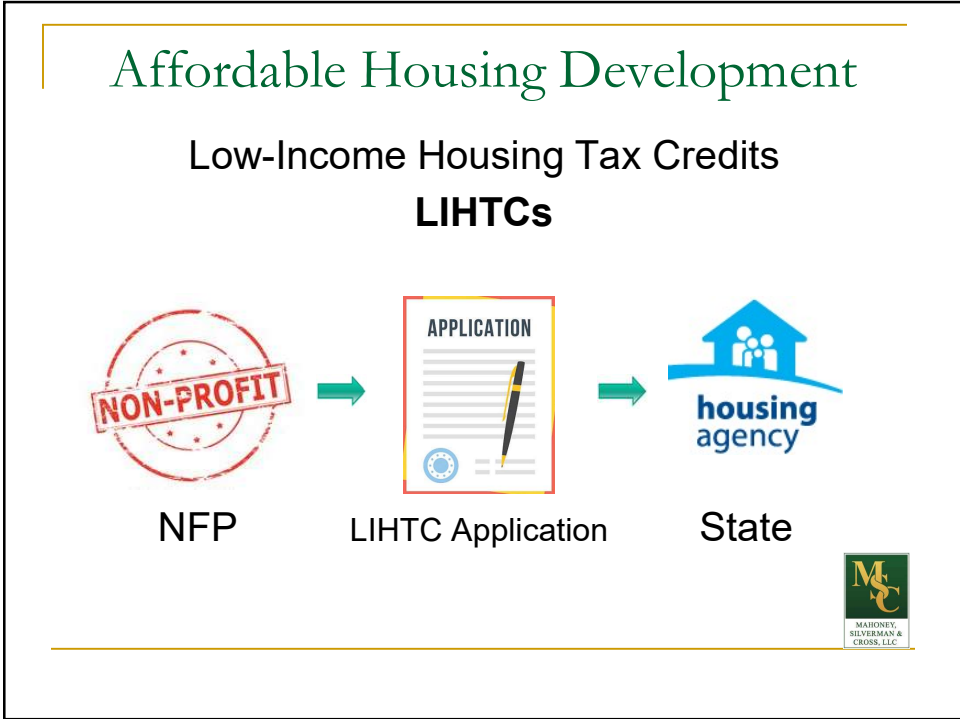 Affordable Housing Development
Low-Income Housing Tax Credits
LIHTCs
NON-PROFIT
APPLICATION
housing
agency
NFP
LIHTC Application
State
MSC
MAHONEY,
SILVERMAN &
CROSS, LLC